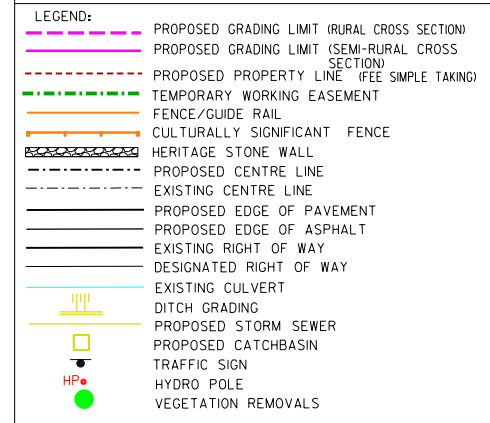 LEGEND:
PROPOSED GRADING LIMIT (RURAL CROSS SECTION)
PROPOSED GRADING LIMIT (SEMI-RURAL CROSS
SECTION)
PROPOSED PROPERTY LINE (FEE SIMPLE TAKING)
TEMPORARY WORKING EASEMENT
FENCE/GUIDE RAIL
CULTURALLY SIGNIFICANT FENCE
HERITAGE STONE WALL
PROPOSED CENTRE LINE
EXISTING CENTRE LINE
PROPOSED EDGE OF PAVEMENT
PROPOSED EDGE OF ASPHALT
EXISTING RIGHT OF WAY
DESIGNATED RIGHT OF WAY
EXISTING CULVERT
DITCH GRADING
PROPOSED STORM SEWER
PROPOSED CATCHBASIN
TRAFFIC SIGN
HP HYDRO POLE
VEGETATION REMOVALS